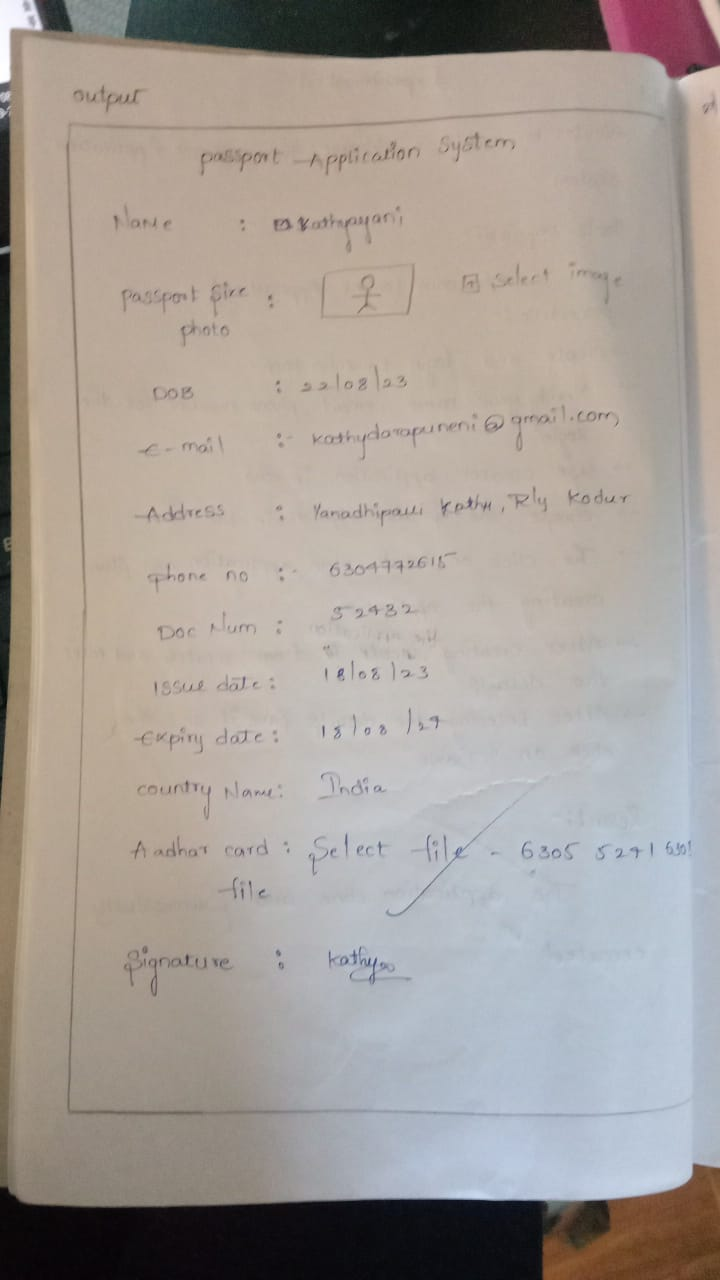 output
passport Application System
Name : Kathyayani
passport size : Select image
photo
DOB : 22/08/23
E-mail :- kathydarapuneni@gmail.com
Address : Yanadhipalli Kathu, Rly Kodur
phone no :- 6304772615
Doc Num : 52432
Issue date : 18/08/23
Expiry date : 18/08/27
country Name: India
Aadhar card : Select file - 6305 5271
file
Signature : kathy